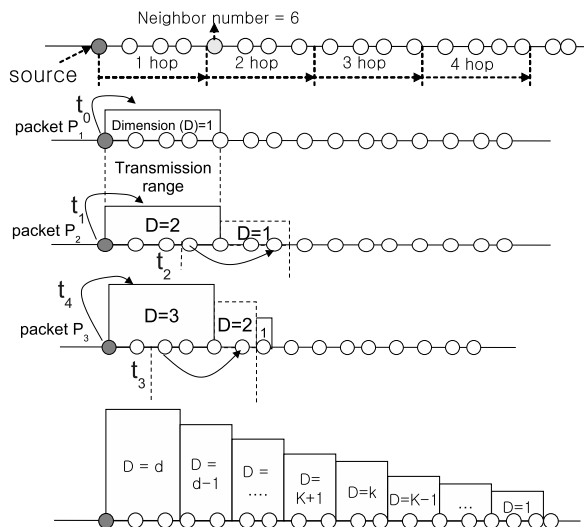 Neighbor number = 6
source
1 hop
2 hop
3 hop
4 hop
t0
packet P1
Dimension (D)=1
Transmission
range
t1
packet P2
D=2
D=1
t2
t4
packet P3
D=3
D=2
1
t3
D = d
D =
d-1
D =
....
D=
K+1
D=k
D=K-1
...
D=1